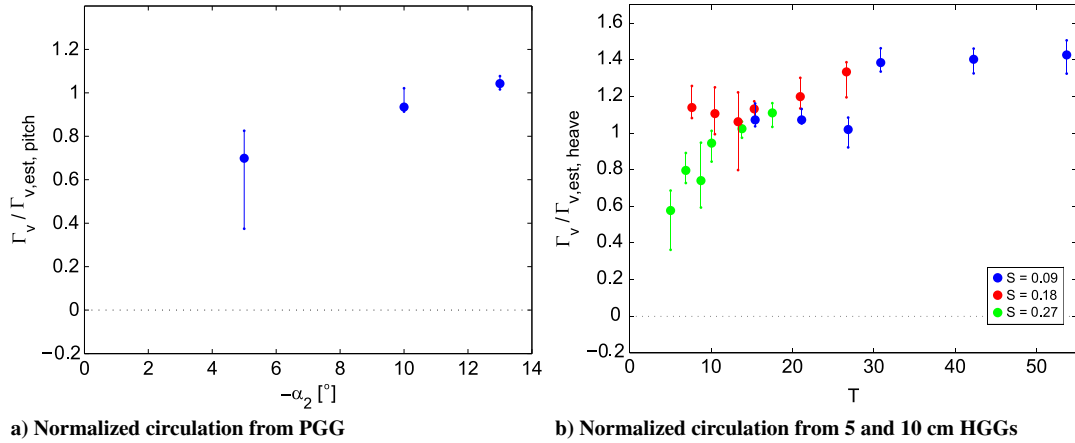 1.2
1
0.8
0.6
0.4
0.2
0
−0.2
Γv / Γv,est, pitch
0 2 4 6 8 10 12 14
−α2 [°]
a) Normalized circulation from PGG
1.6
1.4
1.2
1
0.8
0.6
0.4
0.2
0
−0.2
Γv / Γv,est, heave
0 10 20 30 40 50
T
S = 0.09
S = 0.18
S = 0.27
b) Normalized circulation from 5 and 10 cm HGGs